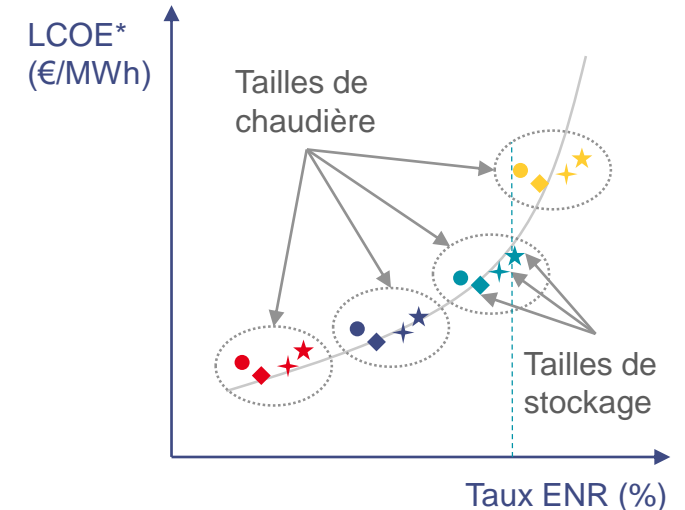 LCOE*
(€/MWh)
Tailles de
chaudière
Tailles de
stockage
Taux ENR (%)